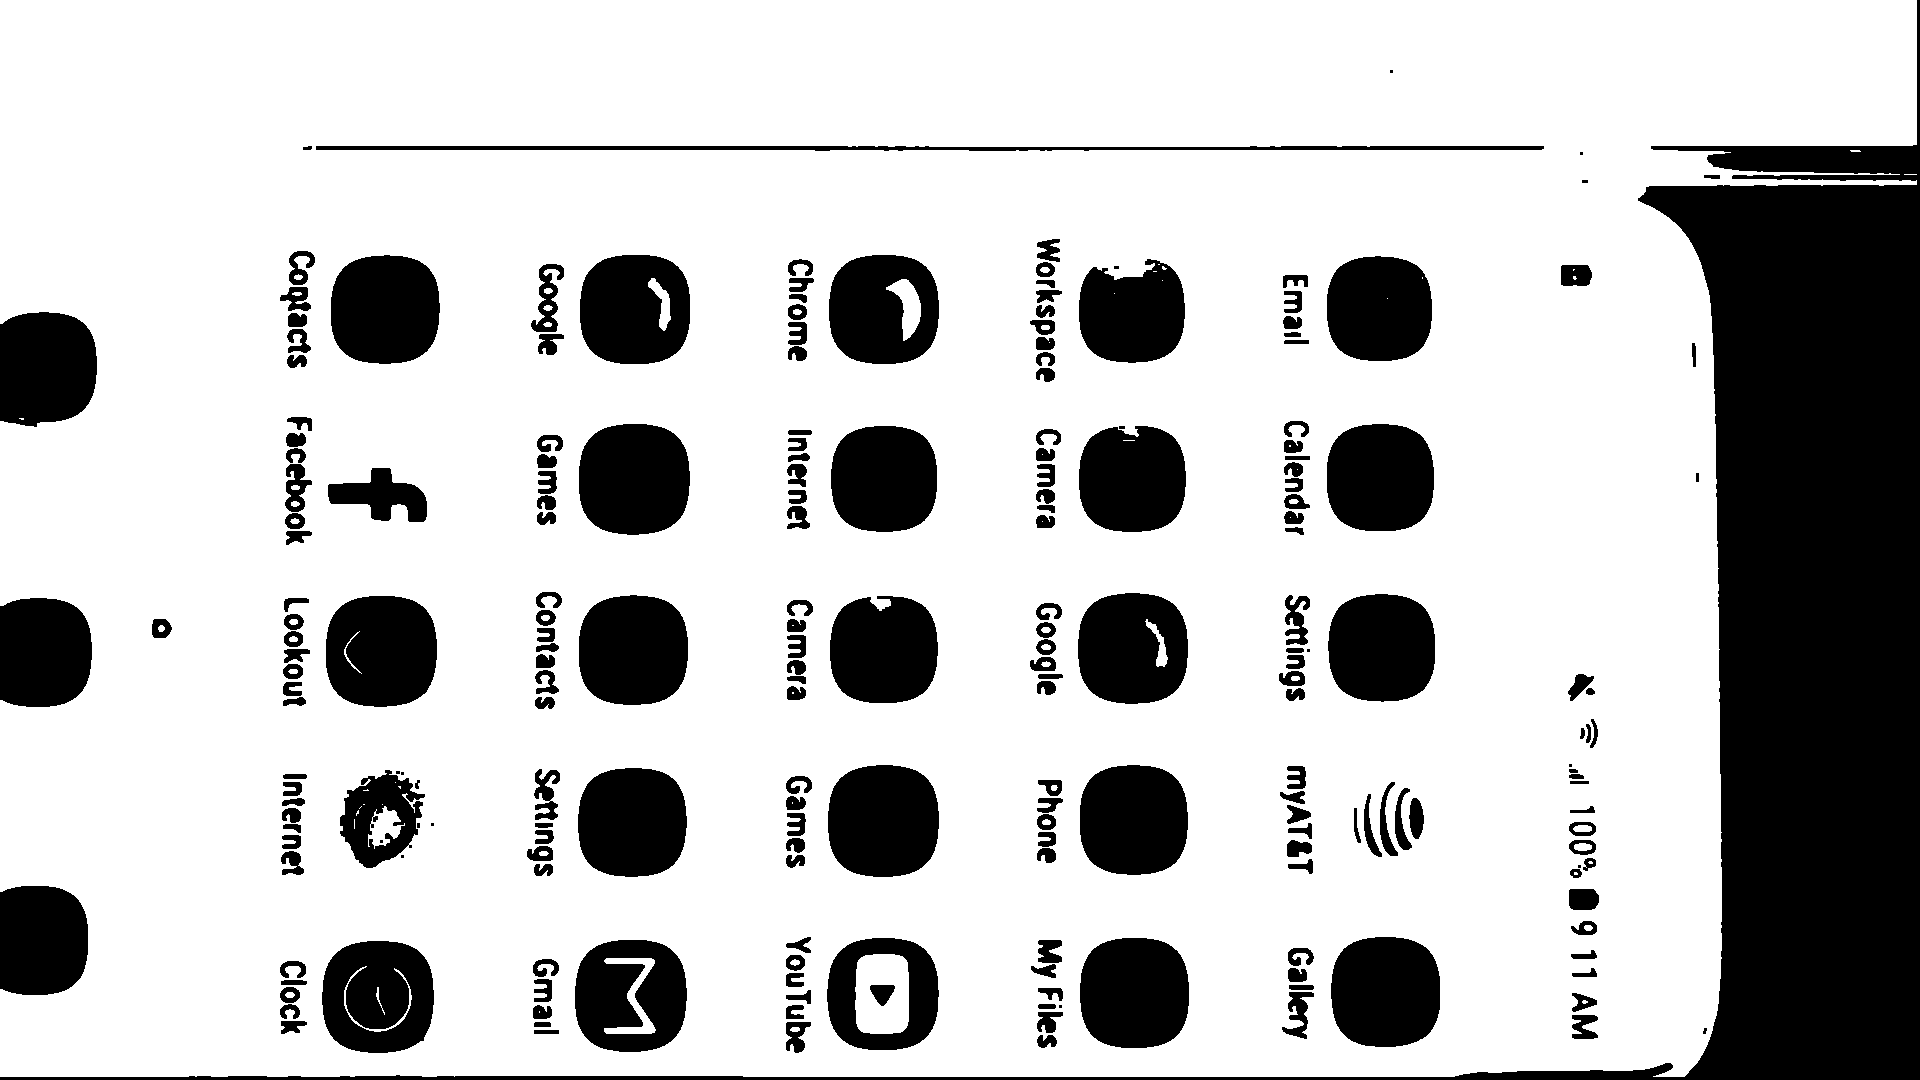 100% 9 11 AM
Email Calendar Settings myAT&T Gallery
Workspace Camera Google Phone My Files
Chrome Internet Camera Games YouTube
Google Games Contacts Settings Gmail
Contacts Facebook Lookout Internet Clock